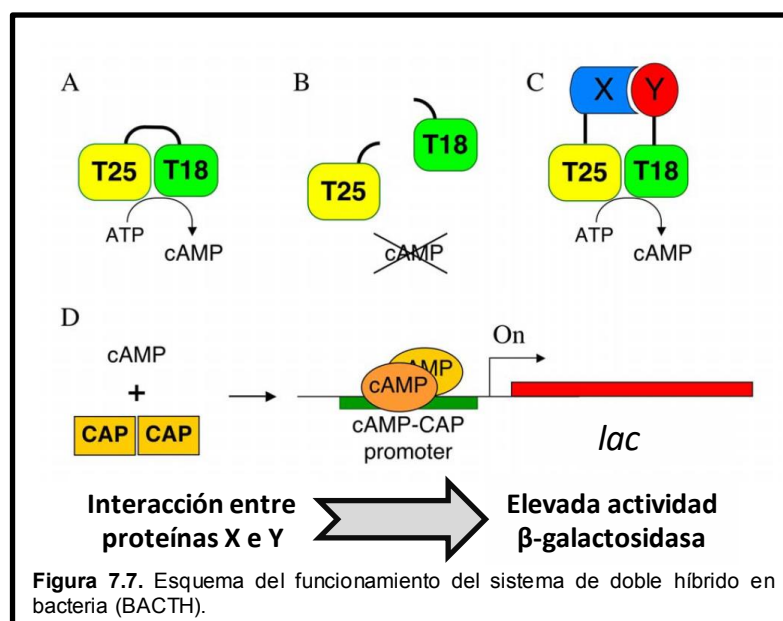 A
B
C
X
Y
T25
T18
T25
T18
T25
T18
ATP
cAMP
cAMP
ATP
cAMP
D
On
cAMP
+
CAP
CAP
cAMP
AMP
cAMP-CAP
promoter
lac
Interacción entre
proteínas X e Y
Elevada actividad
β-galactosidasa
Figura 7.7. Esquema del funcionamiento del sistema de doble híbrido en
bacteria (BACTH).